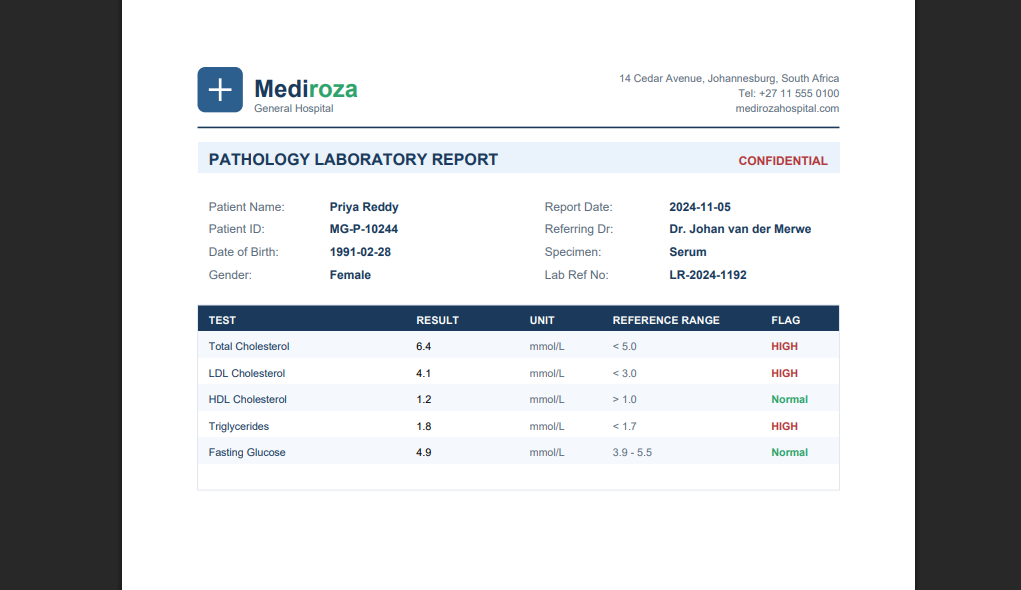 Mediroza
General Hospital
14 Cedar Avenue, Johannesburg, South Africa
Tel: +27 11 555 0100
medirozahospital.com
PATHOLOGY LABORATORY REPORT CONFIDENTIAL
Patient Name: Priya Reddy Report Date: 2024-11-05
Patient ID: MG-P-10244 Referring Dr: Dr. Johan van der Merwe
Date of Birth: 1991-02-28 Specimen: Serum
Gender: Female Lab Ref No: LR-2024-1192
TEST RESULT UNIT REFERENCE RANGE FLAG
Total Cholesterol 6.4 mmol/L < 5.0 HIGH
LDL Cholesterol 4.1 mmol/L < 3.0 HIGH
HDL Cholesterol 1.2 mmol/L > 1.0 Normal
Triglycerides 1.8 mmol/L < 1.7 HIGH
Fasting Glucose 4.9 mmol/L 3.9 - 5.5 Normal